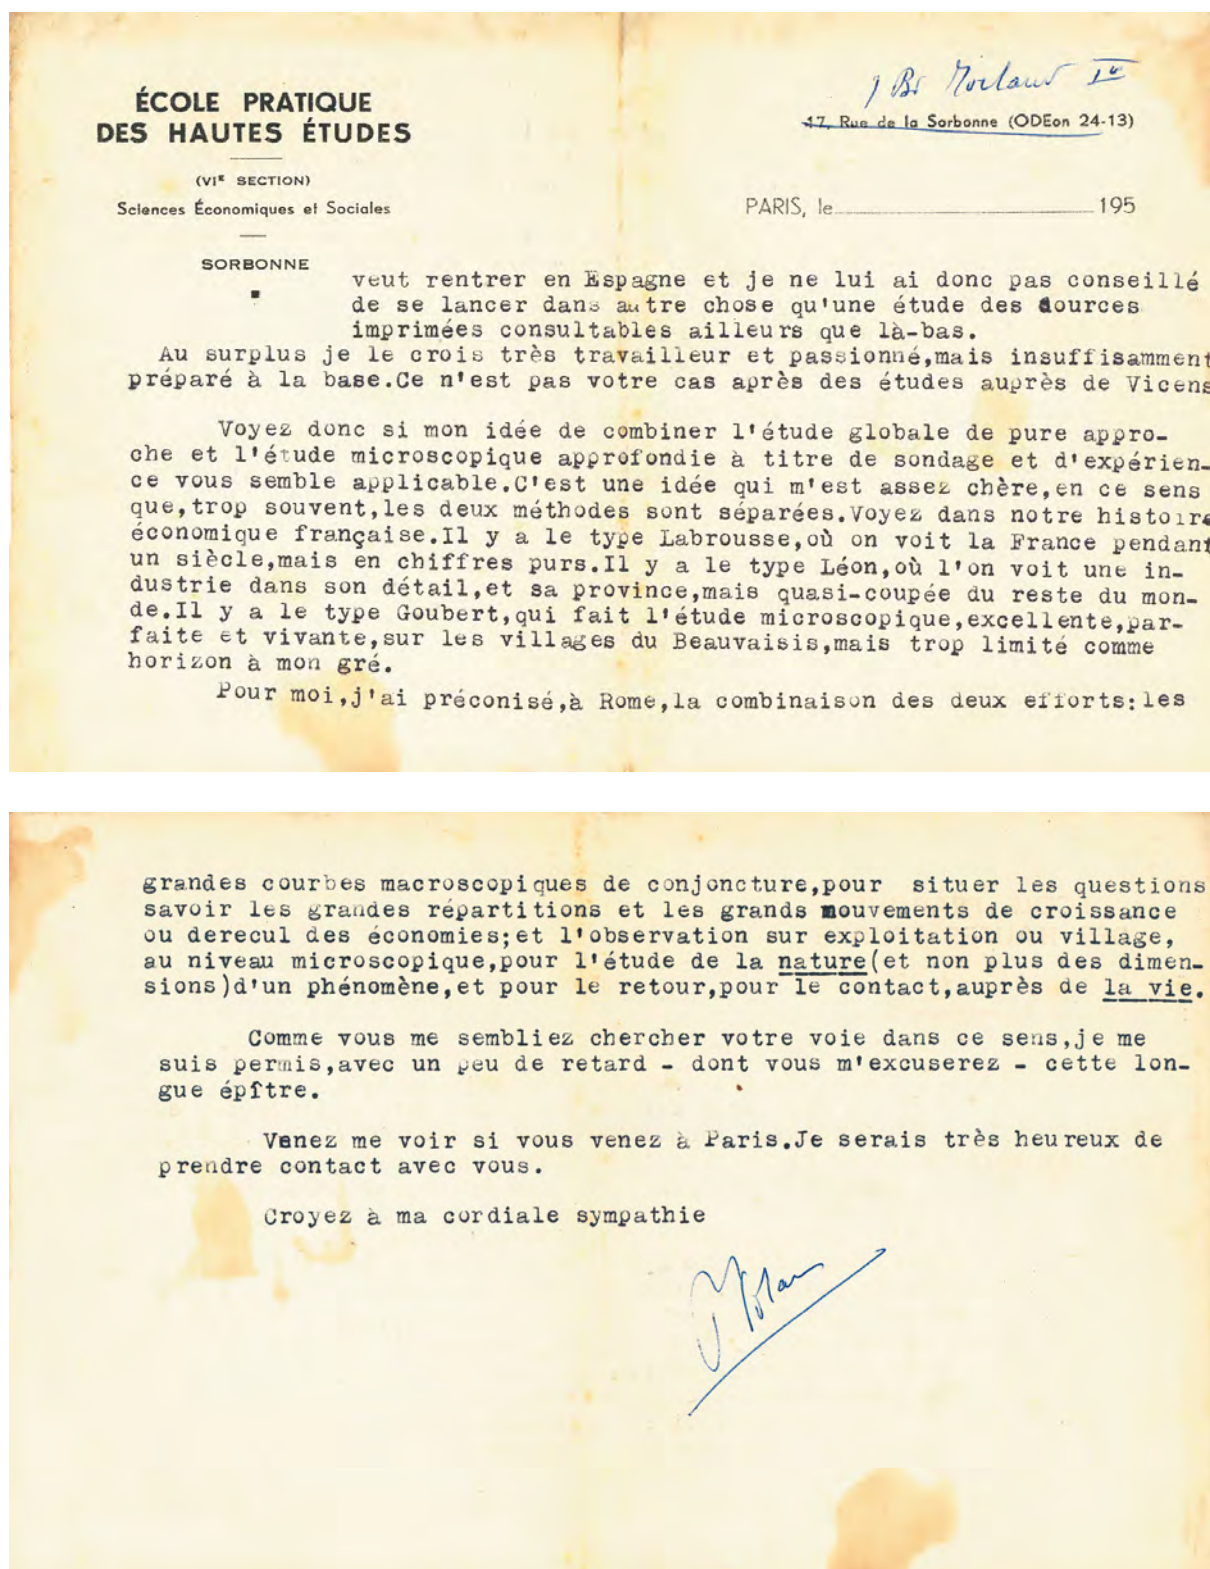 ÉCOLE PRATIQUE
DES HAUTES ÉTUDES
(VIᴱ SECTION)
Sciences Économiques et Sociales
SORBONNE
1 Bd Morland
17, Rue de la Sorbonne (ODEon 24-13)
PARIS, le 195
veut rentrer en Espagne et je ne lui ai donc pas conseillé
de se lancer dans autre chose qu'une étude des sources
imprimées consultables ailleurs que là-bas.
Au surplus je le crois très travailleur et passionné,mais insuffisamment
préparé à la base.Ce n'est pas votre cas après des études auprès de Vicens
Voyez donc si mon idée de combiner l'étude globale de pure appro-
che et l'étude microscopique approfondie à titre de sondage et d'expérien-
ce vous semble applicable.C'est une idée qui m'est assez chère,en ce sens
que,trop souvent,les deux méthodes sont séparées.Voyez dans notre histoire
économique française.Il y a le type Labrousse,où on voit la France pendant
un siècle,mais en chiffres purs.Il y a le type Léon,où l'on voit une in-
dustrie dans son détail,et sa province,mais quasi-coupée du reste du mon-
de.Il y a le type Goubert,qui fait l'étude microscopique,excellente,par-
faite et vivante,sur les villages du Beauvaisis,mais trop limité comme
horizon à mon gré.
Pour moi,j'ai préconisé,à Rome,la combinaison des deux efforts:les
grandes courbes macroscopiques de conjoncture,pour situer les questions
savoir les grandes répartitions et les grands mouvements de croissance
ou derecul des économies;et l'observation sur exploitation ou village,
au niveau microscopique,pour l'étude de la nature(et non plus des dimen-
sions)d'un phénomène,et pour le retour,pour le contact,auprès de la vie.
Comme vous me sembliez chercher votre voie dans ce sens,je me
suis permis,avec un peu de retard - dont vous m'excuserez - cette lon-
gue épître.
Venez me voir si vous venez à Paris.Je serais très heureux de
prendre contact avec vous.
Croyez à ma cordiale sympathie